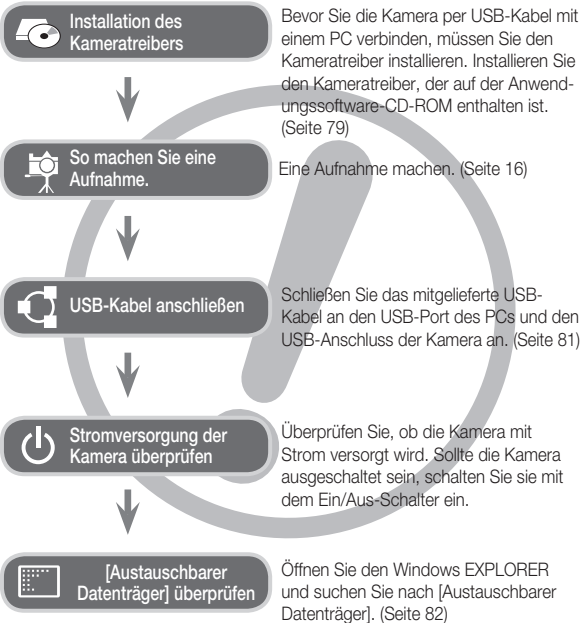 Installation des
Kameratreibers
Bevor Sie die Kamera per USB-Kabel mit
einem PC verbinden, müssen Sie den
Kameratreiber installieren. Installieren Sie
den Kameratreiber, der auf der Anwend-
ungssoftware-CD-ROM enthalten ist.
(Seite 79)
So machen Sie eine
Aufnahme.
Eine Aufnahme machen. (Seite 16)
USB-Kabel anschließen
Schließen Sie das mitgelieferte USB-
Kabel an den USB-Port des PCs und den
USB-Anschluss der Kamera an. (Seite 81)
Stromversorgung der
Kamera überprüfen
Überprüfen Sie, ob die Kamera mit
Strom versorgt wird. Sollte die Kamera
ausgeschaltet sein, schalten Sie sie mit
dem Ein/Aus-Schalter ein.
[Austauschbarer
Datenträger] überprüfen
Öffnen Sie den Windows EXPLORER
und suchen Sie nach [Austauschbarer
Datenträger]. (Seite 82)